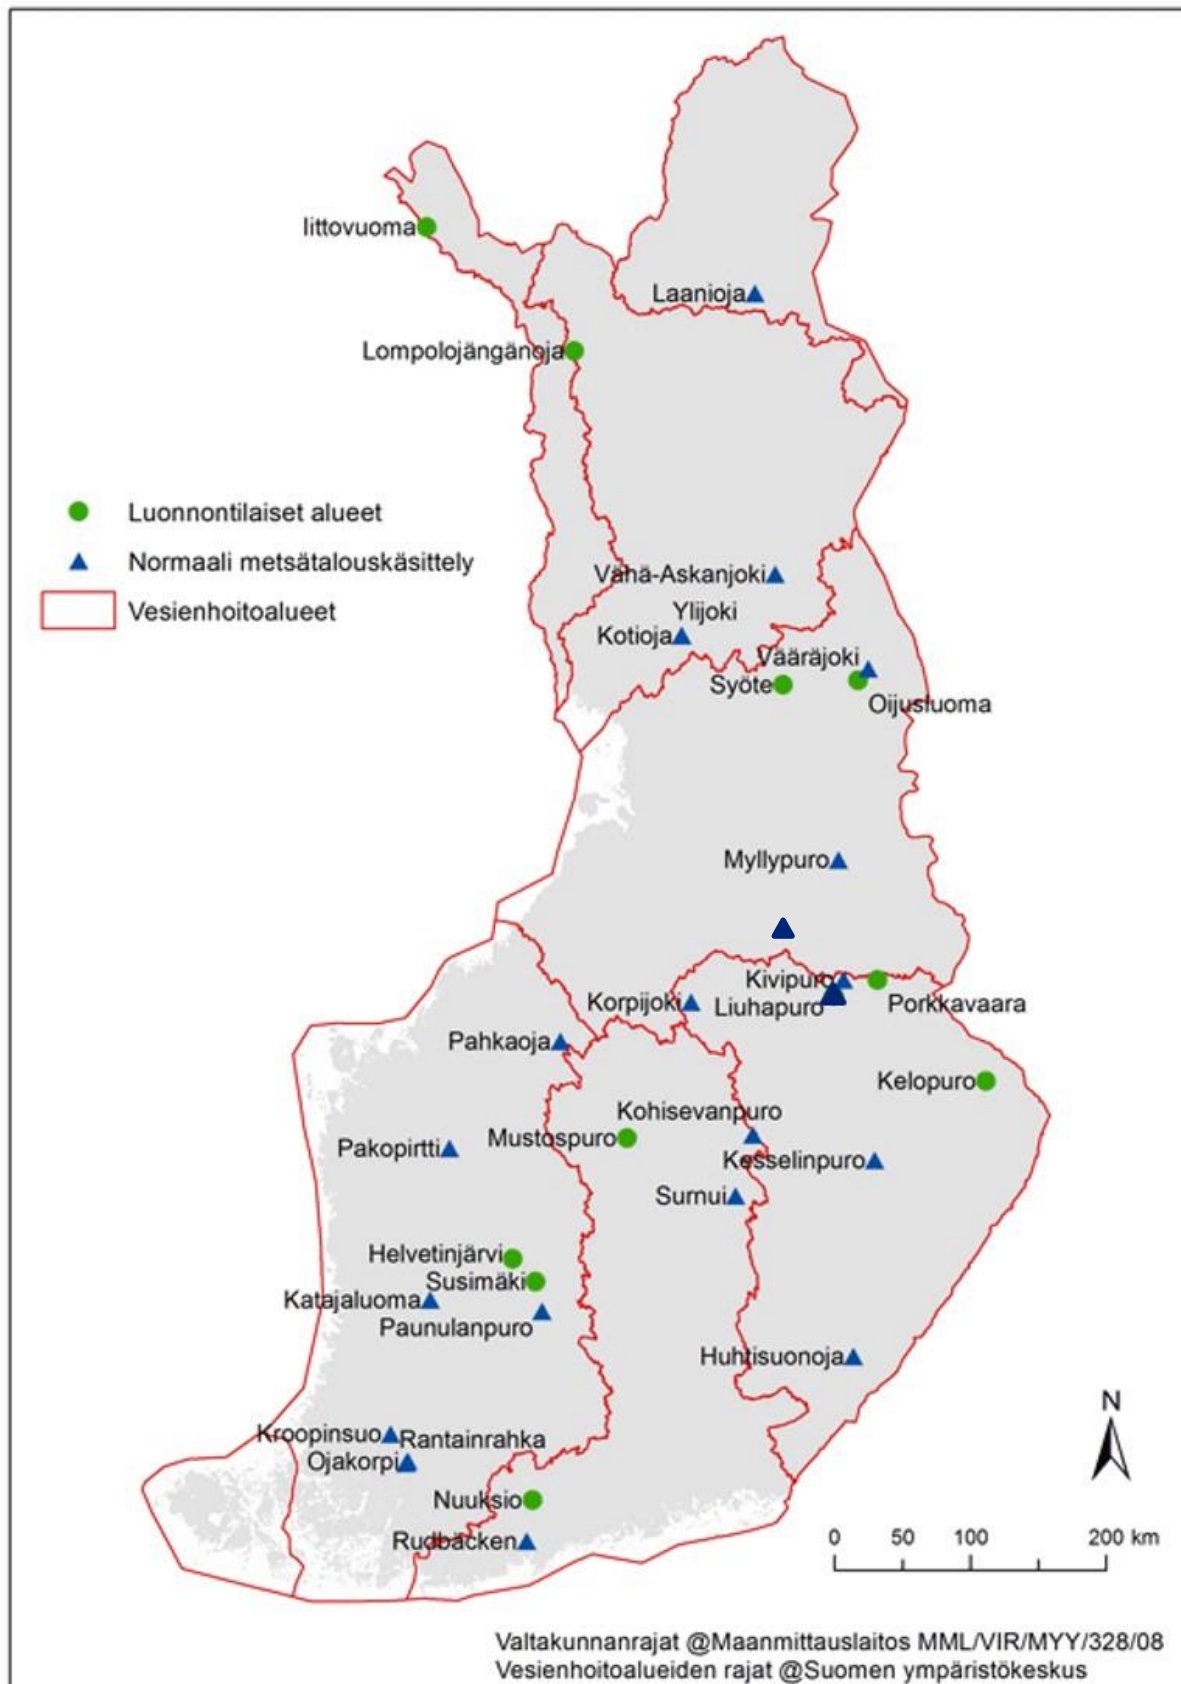 Iittovuoma
Laanioja
Lompolojängänoja
Luonnontilaiset alueet
Normaali metsätalouskäsittely
Vesienhoitoalueet
Vähä-Askanjoki
Ylijoki
Kotioja
Vääräjoki
Syöte
Oijusluoma
Myllypuro
Kivipuro
Korpijoki
Liuhapuro
Porkkavaara
Pahkaoja
Kelopuro
Kohisevanpuro
Mustospuro
Pakopirtti
Kesselinpuro
Surnui
Helvetinjärvi
Susimäki
Katajaluoma
Paunulanpuro
Huhtisuonoja
N
Kroopinsuo
Rantainrahka
Ojakorpi
Nuuksio
Rudbäcken
0 50 100 200 km
Valtakunnanrajat @Maanmittauslaitos MML/VIR/MYY/328/08
Vesienhoitoalueiden rajat @Suomen ympäristökeskus